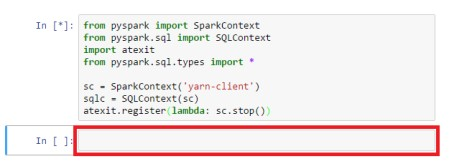 In [*]: from pyspark import SparkContext
from pyspark.sql import SQLContext
import atexit
from pyspark.sql.types import *
sc = SparkContext('yarn-client')
sqlc = SQLContext(sc)
atexit.register(lambda: sc.stop())
In [ ]: